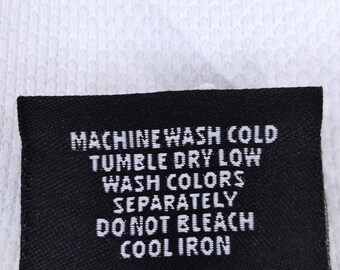 MACHINE WASH COLD
TUMBLE DRY LOW
WASH COLORS
SEPARATELY
DO NOT BLEACH
COOL IRON